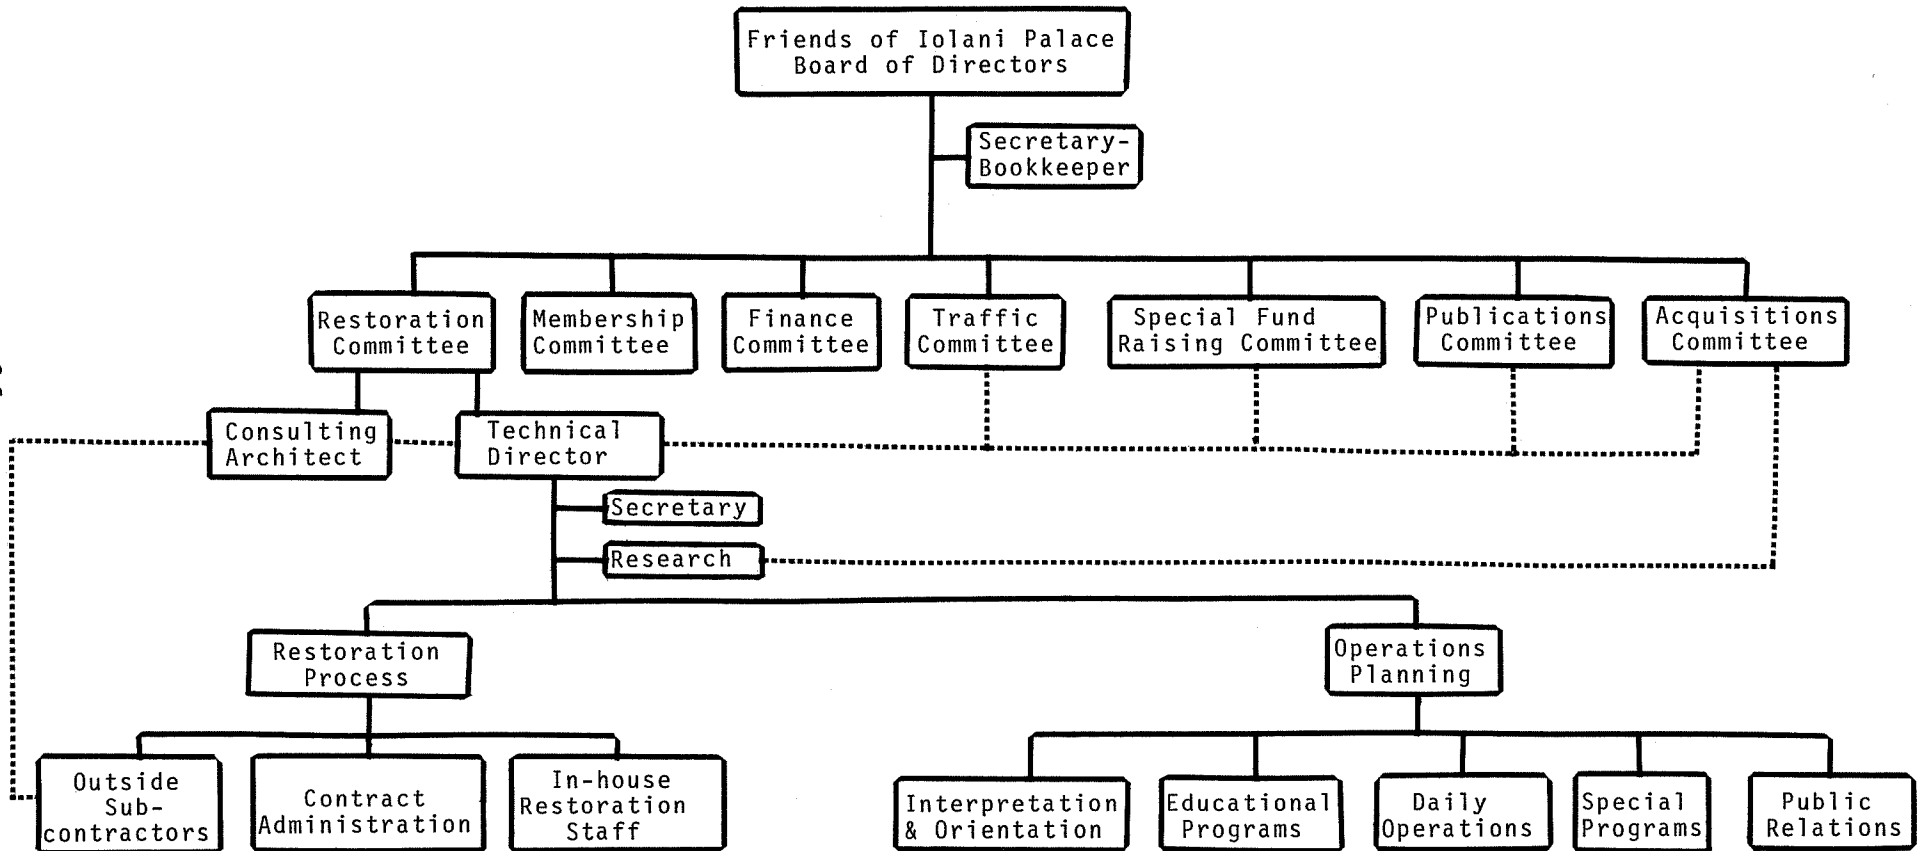 Friends of Iolani Palace
Board of Directors
Secretary-
Bookkeeper
Restoration
Committee
Membership
Committee
Finance
Committee
Traffic
Committee
Special Fund
Raising Committee
Publications
Committee
Acquisitions
Committee
Consulting
Architect
Technical
Director
Secretary
Research
Restoration
Process
Operations
Planning
Outside
Sub-
contractors
Contract
Administration
In-house
Restoration
Staff
Interpretation
& Orientation
Educational
Programs
Daily
Operations
Special
Programs
Public
Relations